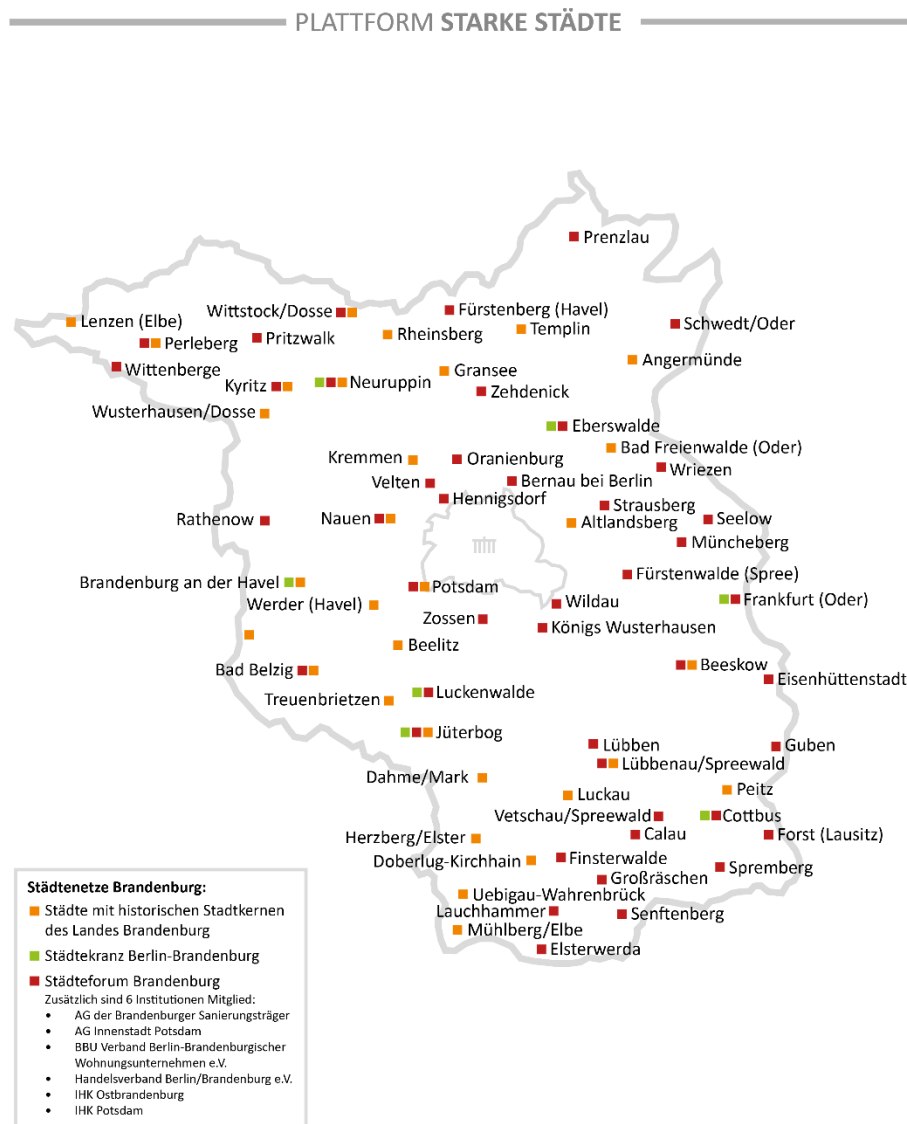 PLATTFORM STARKE STÄDTE
Prenzlau
Wittstock/Dosse
Fürstenberg (Havel)
Lenzen (Elbe)
Rheinsberg
Templin
Schwedt/Oder
Perleberg
Pritzwalk
Angermünde
Wittenberge
Gransee
Kyritz
Neuruppin
Zehdenick
Wusterhausen/Dosse
Eberswalde
Bad Freienwalde (Oder)
Kremmen
Oranienburg
Wriezen
Velten
Bernau bei Berlin
Hennigsdorf
Strausberg
Rathenow
Nauen
Altlandsberg
Seelow
Müncheberg
Fürstenwalde (Spree)
Brandenburg an der Havel
Potsdam
Werder (Havel)
Wildau
Frankfurt (Oder)
Zossen
Königs Wusterhausen
Beelitz
Bad Belzig
Beeskow
Eisenhüttenstadt
Treuenbrietzen
Luckenwalde
Jüterbog
Lübben
Guben
Lübbenau/Spreewald
Dahme/Mark
Peitz
Luckau
Vetschau/Spreewald
Cottbus
Herzberg/Elster
Calau
Forst (Lausitz)
Doberlug-Kirchhain
Finsterwalde
Spremberg
Großräschen
Uebigau-Wahrenbrück
Lauchhammer
Senftenberg
Mühlberg/Elbe
Elsterwerda
Städtenetze Brandenburg:
Städte mit historischen Stadtkernen
des Landes Brandenburg
Städtekranz Berlin-Brandenburg
Städteforum Brandenburg
Zusätzlich sind 6 Institutionen Mitglied:
• AG der Brandenburger Sanierungsträger
• AG Innenstadt Potsdam
• BBU Verband Berlin-Brandenburgischer
Wohnungsunternehmen e.V.
• Handelsverband Berlin/Brandenburg e.V.
• IHK Ostbrandenburg
• IHK Potsdam